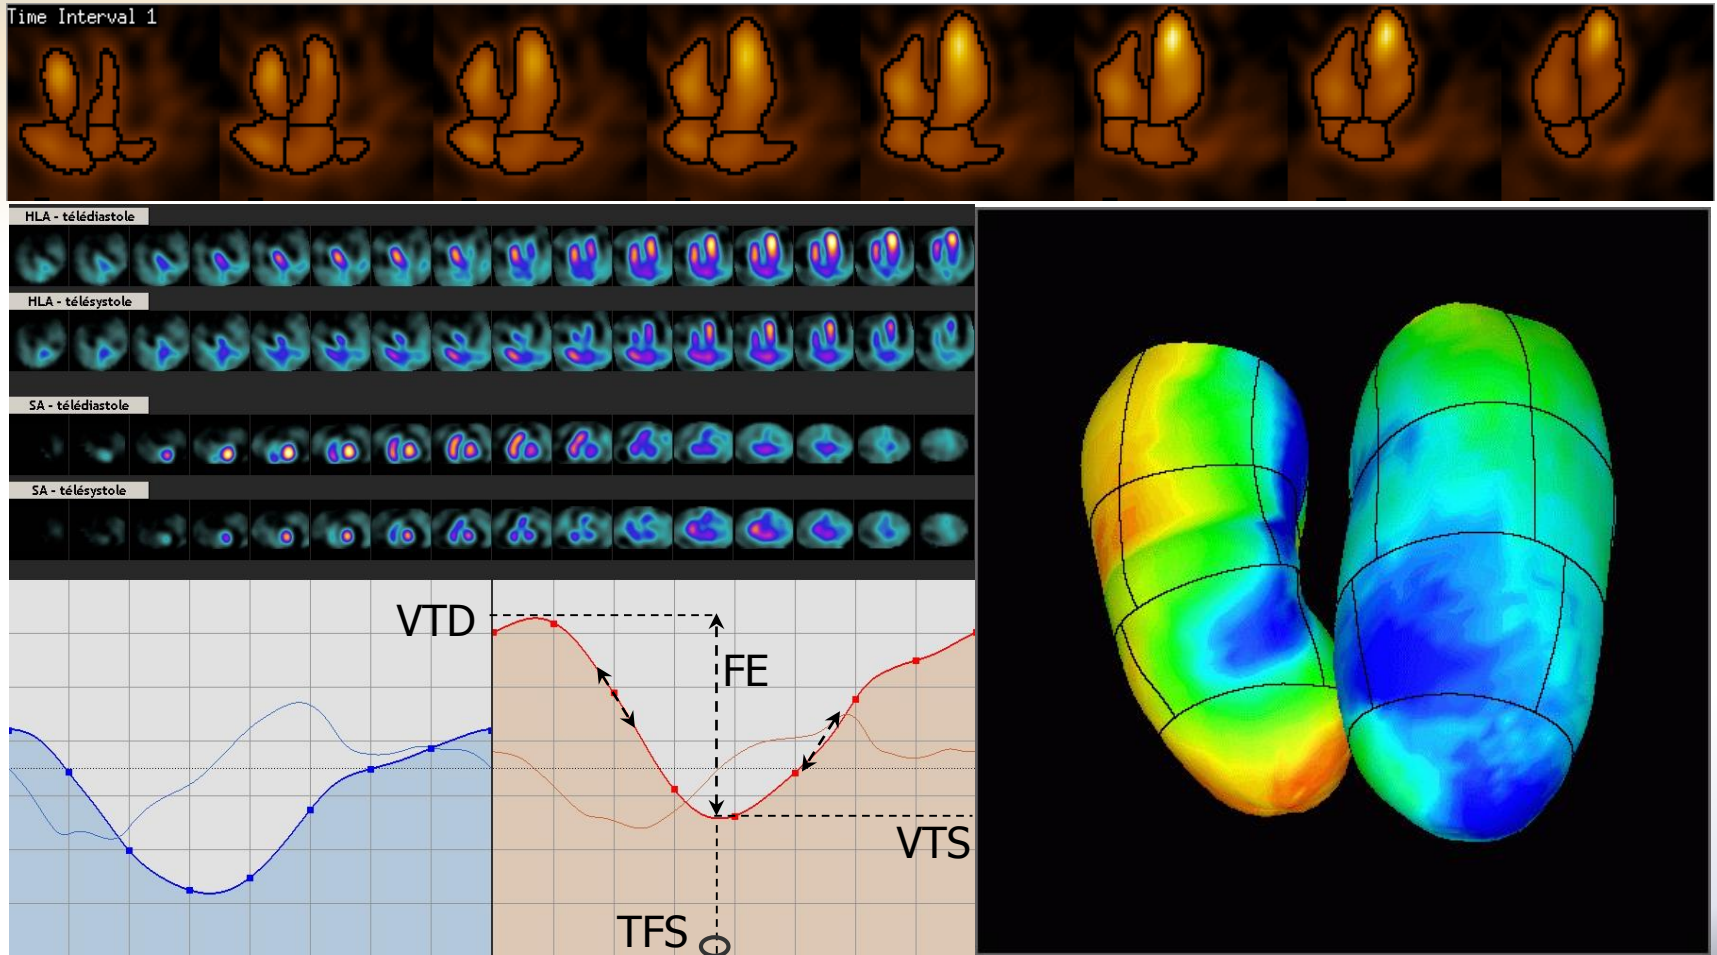 Time Interval 1
HLA - télédiastole
HLA - télésystole
SA - télédiastole
SA - télésystole
VTD
FE
VTS
TFS